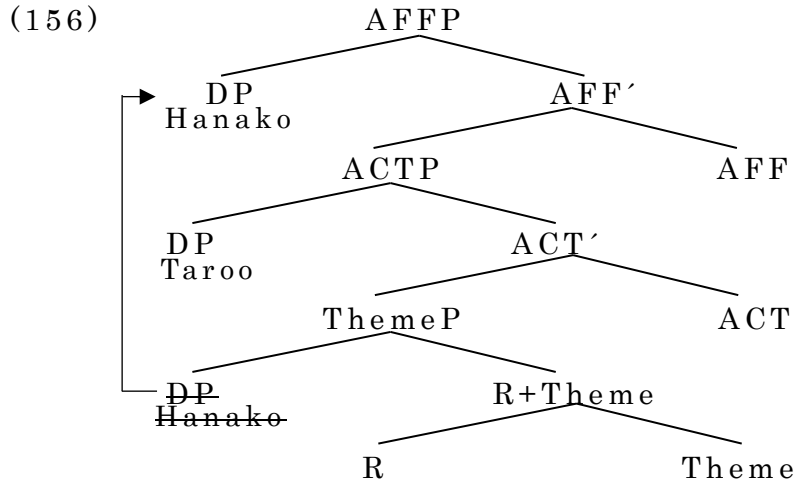 (156) AFFP
DP AFF´
Hanako
ACTP AFF
DP ACT´
Taroo
ThemeP ACT
DP R+Theme
Hanako
R Theme